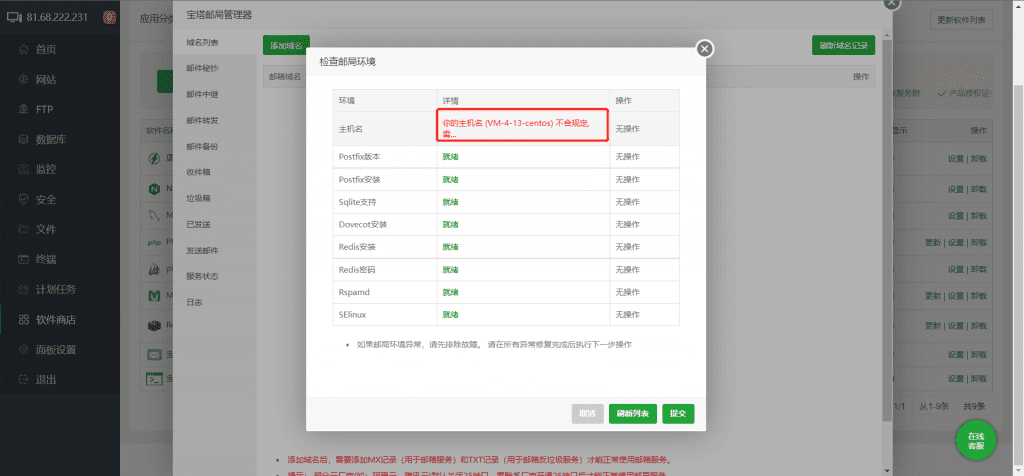 81.68.222.231
首页
网站
FTP
数据库
监控
安全
文件
终端
计划任务
软件商店
面板设置
退出
应用分
更新软件列表
宝塔邮局管理器
域名列表
邮件秘抄
邮件中继
邮件转发
邮件备份
收件箱
垃圾箱
已发送
发送邮件
服务状态
日志
添加域名
刷新域名记录
邮箱域名
操作
检查邮局环境
环境 详情 操作
主机名 你的主机名 (VM-4-13-centos) 不合规定, 无操作
需...
Postfix版本 就绪 无操作
Postfix安装 就绪 无操作
Sqlite支持 就绪 无操作
Dovecot安装 就绪 无操作
Redis安装 就绪 无操作
Redis密码 就绪 无操作
Rspamd 就绪 无操作
SElinux 就绪 无操作
如果邮局环境异常，请先排除故障。 请在所有异常修复完成后执行下一步操作
取消 刷新列表 提交
服务群
产品授权证
软件名称
显示 操作
设置 | 卸载
设置 | 卸载
设置 | 卸载
php
更新 | 设置 | 卸载
设置 | 卸载
更新 | 设置 | 卸载
更新 | 设置 | 卸载
设置 | 卸载
设置 | 卸载
1/1 从1-9条 共9条
在线
客服
添加域名后，需要添加MX记录（用于邮箱服务）和TXT记录（用于邮箱反垃圾服务）才能正常使用邮箱服务。